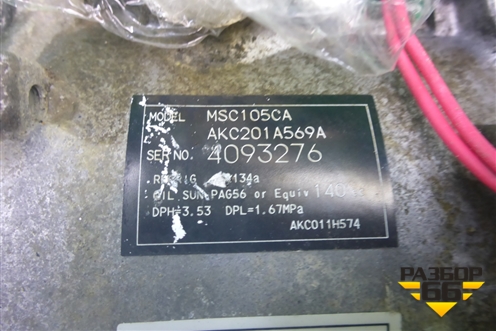 MODEL MSC105CA
AKC201A569A
SER NO. 4093276
R134a
OIL SUN-PAG56 or Equiv 140
DPH=3.53 DPL=1.67MPa
AKC011H574
РАЗБОР
66